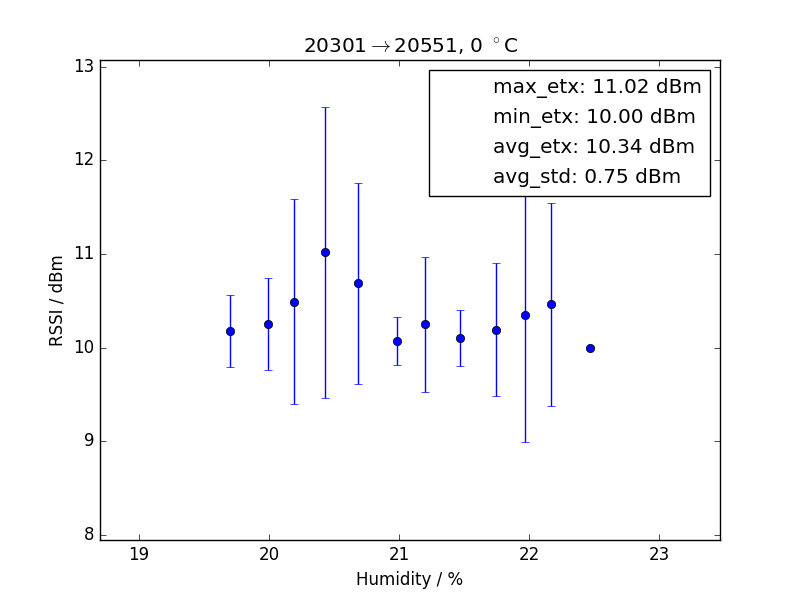 20301→20551, 0 °C
max_etx: 11.02 dBm
min_etx: 10.00 dBm
avg_etx: 10.34 dBm
avg_std: 0.75 dBm
13
12
11
10
9
8
RSSI / dBm
19 20 21 22 23
Humidity / %